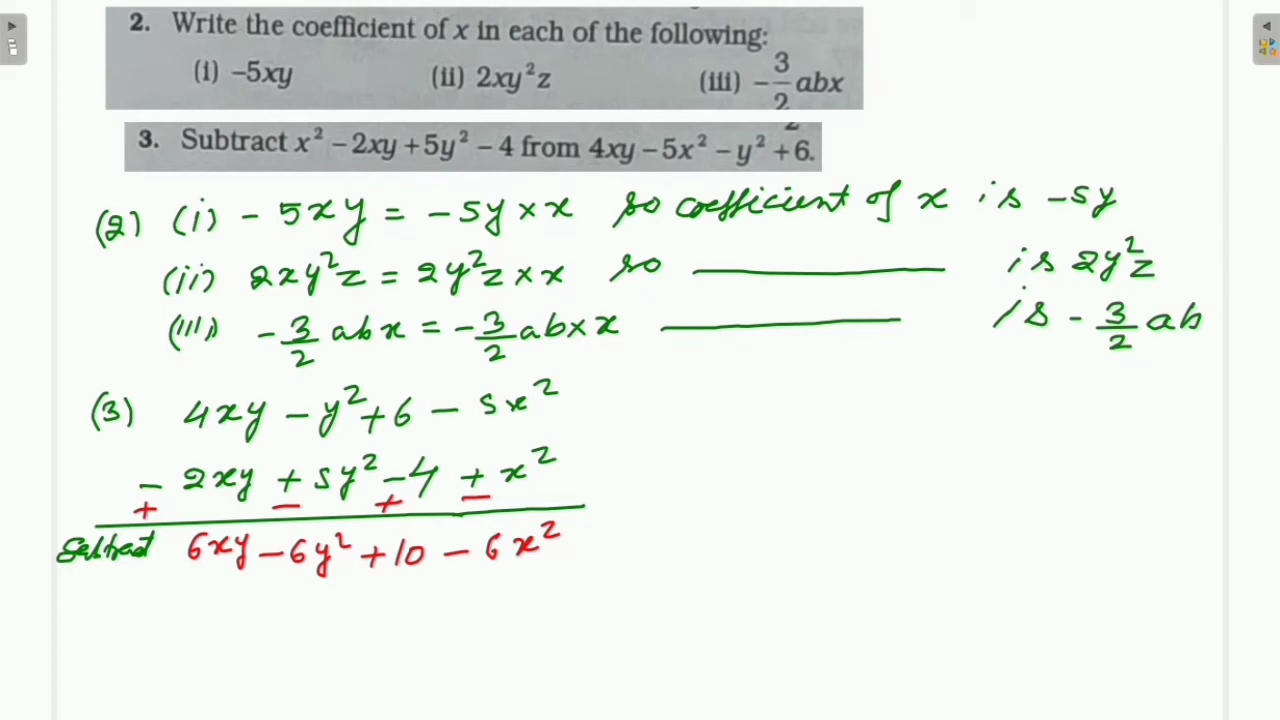 2. Write the coefficient of x in each of the following:
(i) −5xy (ii) 2xy²z (iii) −3/2 abx
3. Subtract x² − 2xy + 5y² − 4 from 4xy − 5x² − y² + 6.
(2) (i) − 5xy = − 5y × x so coefficient of x is −5y
(ii) 2xy²z = 2y²z × x so ———— is 2y²z
(iii) − 3/2 abx = − 3/2 ab × x ———— is − 3/2 ab
(3) 4xy − y² + 6 − 5x²
− 2xy + 5y² − 4 + x²
+ − + −
Subtract 6xy − 6y² + 10 − 6x²